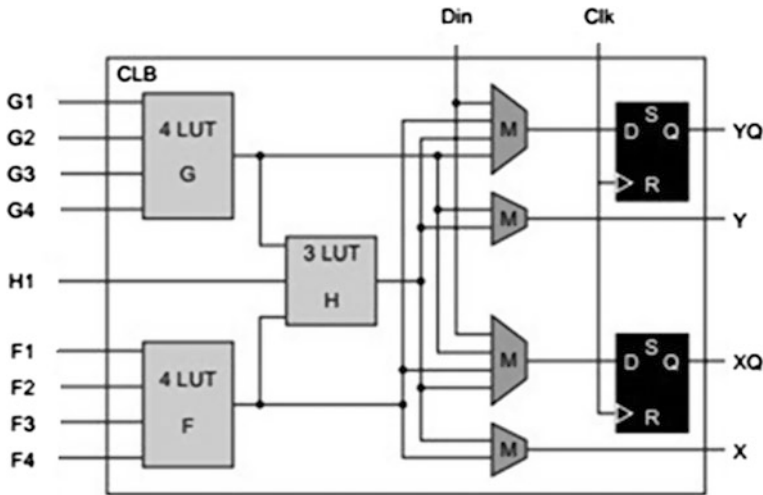 Din Clk
CLB
G1
G2
G3
G4
4 LUT
G
M
D S Q
R
YQ
M
Y
H1
3 LUT
H
F1
F2
F3
F4
4 LUT
F
M
D S Q
R
XQ
M
X